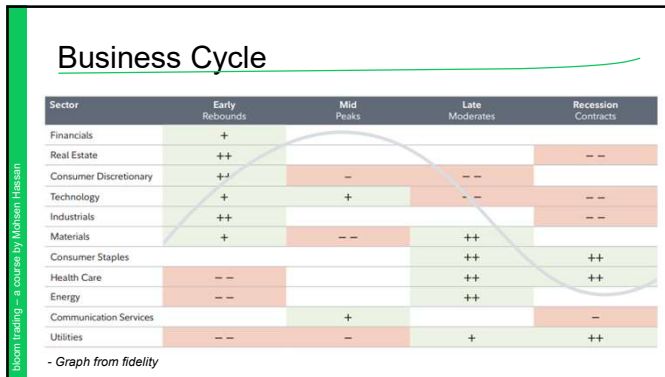 Business Cycle
Sector Early Mid Late Recession
Rebounds Peaks Moderates Contracts
Financials +
Real Estate ++ – –
Consumer Discretionary ++ – – –
Technology + + – – – –
Industrials ++ – –
Materials + – – ++
Consumer Staples ++ ++
Health Care – – ++ ++
Energy – – ++
Communication Services + –
Utilities – – – + ++
- Graph from fidelity
bloom trading – a course by Mohsen Hassan